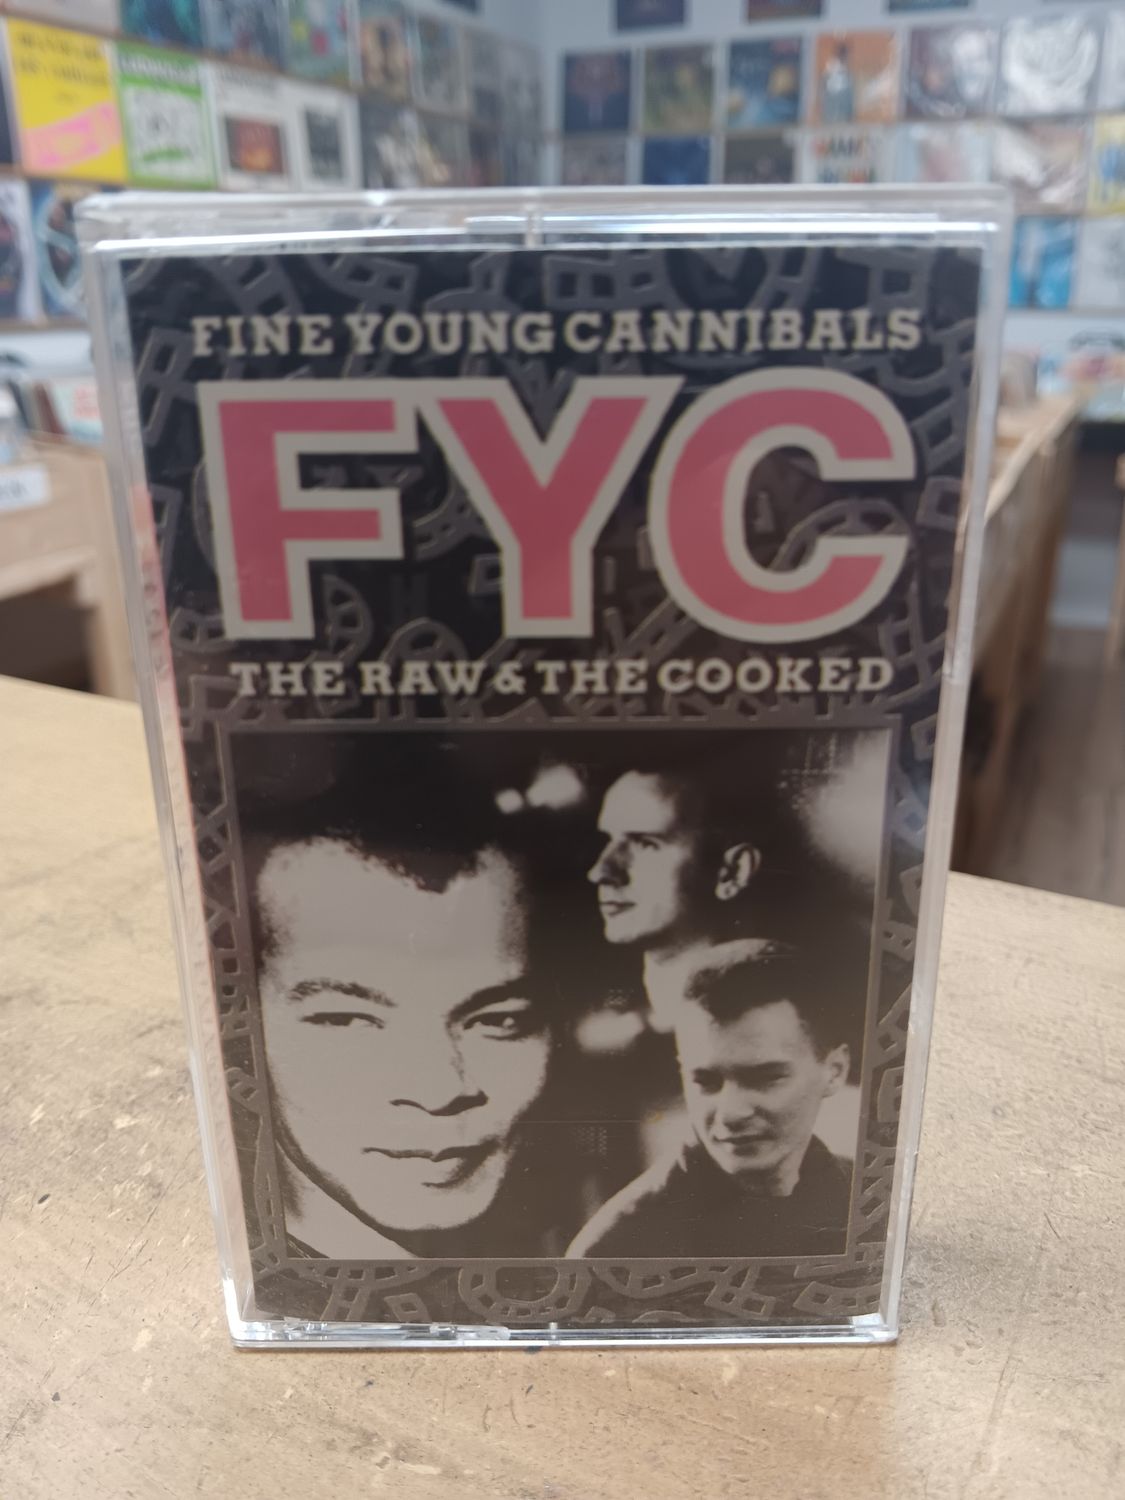 FINE YOUNG CANNIBALS
FYC
THE RAW & THE COOKED